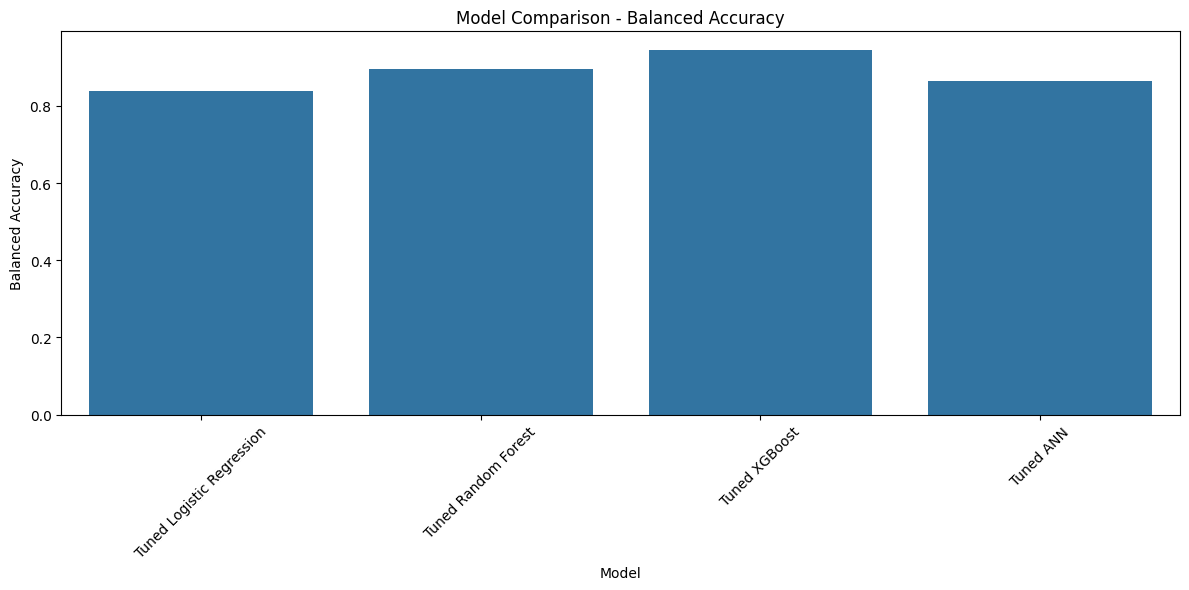 Model Comparison - Balanced Accuracy
Balanced Accuracy
0.8
0.6
0.4
0.2
0.0
Tuned Logistic Regression
Tuned Random Forest
Tuned XGBoost
Tuned ANN
Model